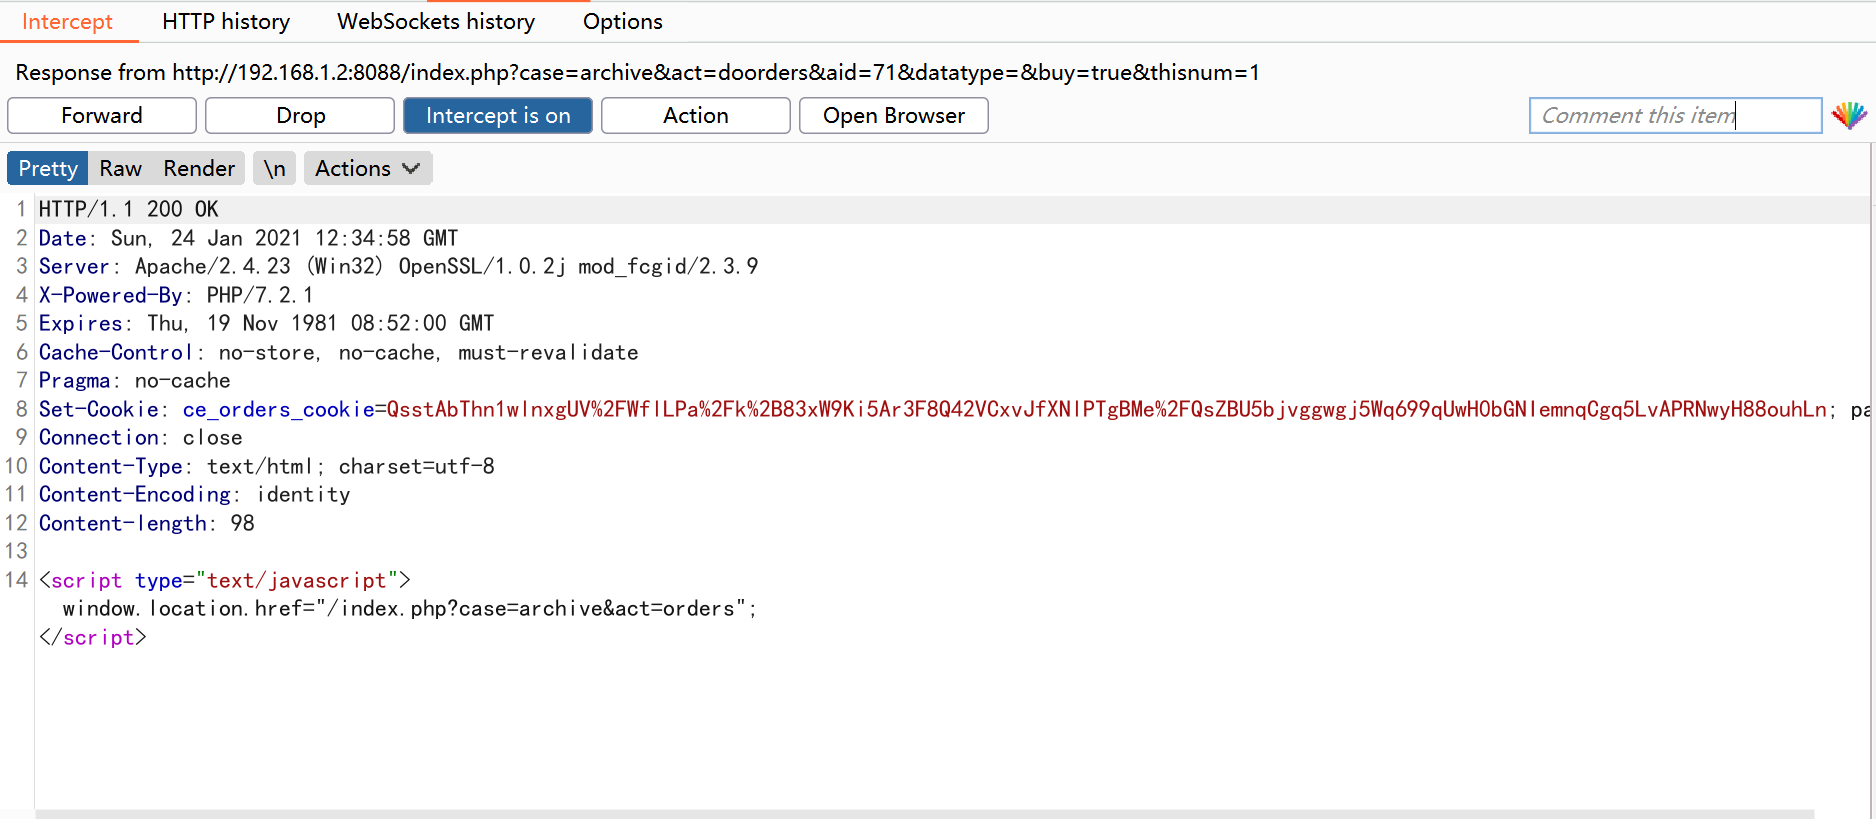 Intercept HTTP history WebSockets history Options
Response from http://192.168.1.2:8088/index.php?case=archive&act=doorders&aid=71&datatype=&buy=true&thisnum=1
Forward Drop Intercept is on Action Open Browser Comment this item
Pretty Raw Render \n Actions
1 HTTP/1.1 200 OK
2 Date: Sun, 24 Jan 2021 12:34:58 GMT
3 Server: Apache/2.4.23 (Win32) OpenSSL/1.0.2j mod_fcgid/2.3.9
4 X-Powered-By: PHP/7.2.1
5 Expires: Thu, 19 Nov 1981 08:52:00 GMT
6 Cache-Control: no-store, no-cache, must-revalidate
7 Pragma: no-cache
8 Set-Cookie: ce_orders_cookie=QsstAbThn1wlnxgUV%2FWflLPa%2Fk%2B83xW9Ki5Ar3F8Q42VCxvJfXNlPTgBMe%2FQsZBU5bjvggwgj5Wq699qUwHObGNIemnqCgq5LvAPRNwyH88ouhLn; pa
9 Connection: close
10 Content-Type: text/html; charset=utf-8
11 Content-Encoding: identity
12 Content-length: 98
13
14 <script type="text/javascript">
window.location.href="/index.php?case=archive&act=orders";
</script>